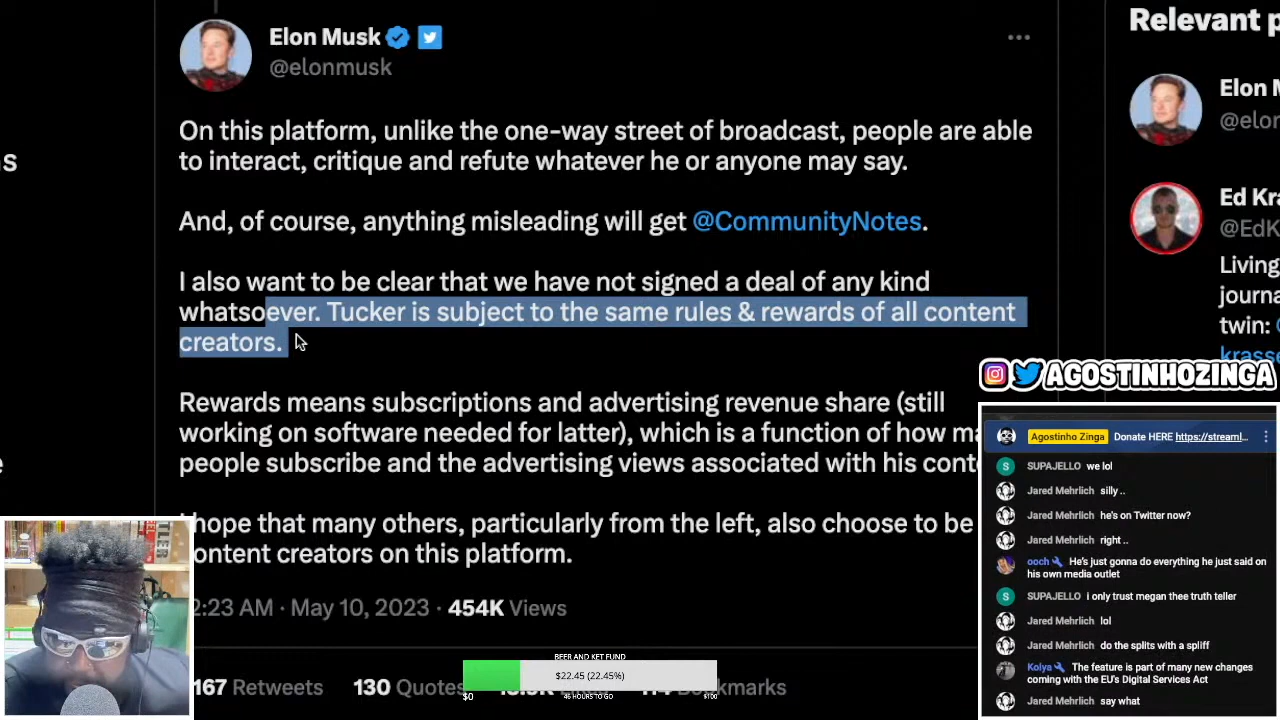 Elon Musk
@elonmusk
On this platform, unlike the one-way street of broadcast, people are able
to interact, critique and refute whatever he or anyone may say.
And, of course, anything misleading will get @CommunityNotes.
I also want to be clear that we have not signed a deal of any kind
whatsoever. Tucker is subject to the same rules & rewards of all content
creators.
Rewards means subscriptions and advertising revenue share (still
working on software needed for latter), which is a function of how
people subscribe and the advertising views associated with his
hope that many others, particularly from the left, also choose to be
content creators on this platform.
2:23 AM · May 10, 2023 · 454K Views
167 Retweets 130 Quotes
Relevant p
Elon M
@elon
Ed Kra
@EdK
Living
journa
twin:
krasse
AGOSTINHOZINGA
Agostinho Zinga Donate HERE https://streaml...
S SUPAJELLO we lol
Jared Mehrlich silly ..
Jared Mehrlich he's on Twitter now?
Jared Mehrlich right ..
ooch He's just gonna do everything he just said on
his own media outlet
S SUPAJELLO i only trust megan thee truth teller
Jared Mehrlich lol
Jared Mehrlich do the splits with a spliff
Kolya The feature is part of many new changes
coming with the EU's Digital Services Act
Jared Mehrlich say what
BEER AND KET FUND
$22.45 (22.45%)
$0 46 HOURS TO GO $100